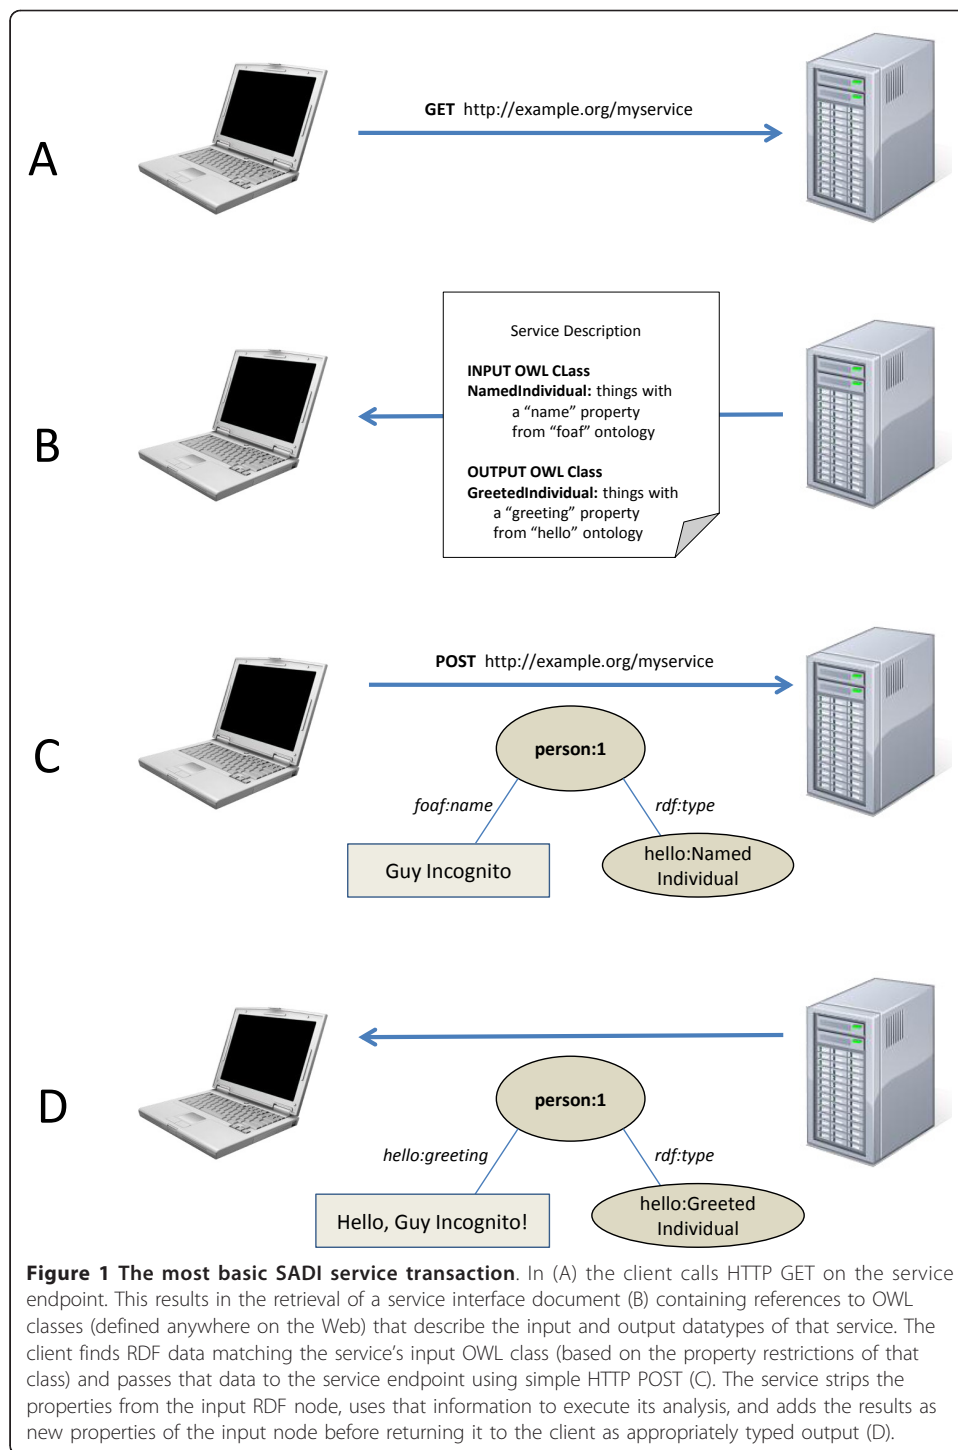 A
GET http://example.org/myservice
B
Service Description
INPUT OWL CLass
NamedIndividual: things with
a “name” property
from “foaf” ontology
OUTPUT OWL Class
GreetedIndividual: things with
a “greeting” property
from “hello” ontology
C
POST http://example.org/myservice
person:1
foaf:name
rdf:type
Guy Incognito
hello:Named
Individual
D
person:1
hello:greeting
rdf:type
Hello, Guy Incognito!
hello:Greeted
Individual
Figure 1 The most basic SADI service transaction. In (A) the client calls HTTP GET on the service
endpoint. This results in the retrieval of a service interface document (B) containing references to OWL
classes (defined anywhere on the Web) that describe the input and output datatypes of that service. The
client finds RDF data matching the service’s input OWL class (based on the property restrictions of that
class) and passes that data to the service endpoint using simple HTTP POST (C). The service strips the
properties from the input RDF node, uses that information to execute its analysis, and adds the results as
new properties of the input node before returning it to the client as appropriately typed output (D).